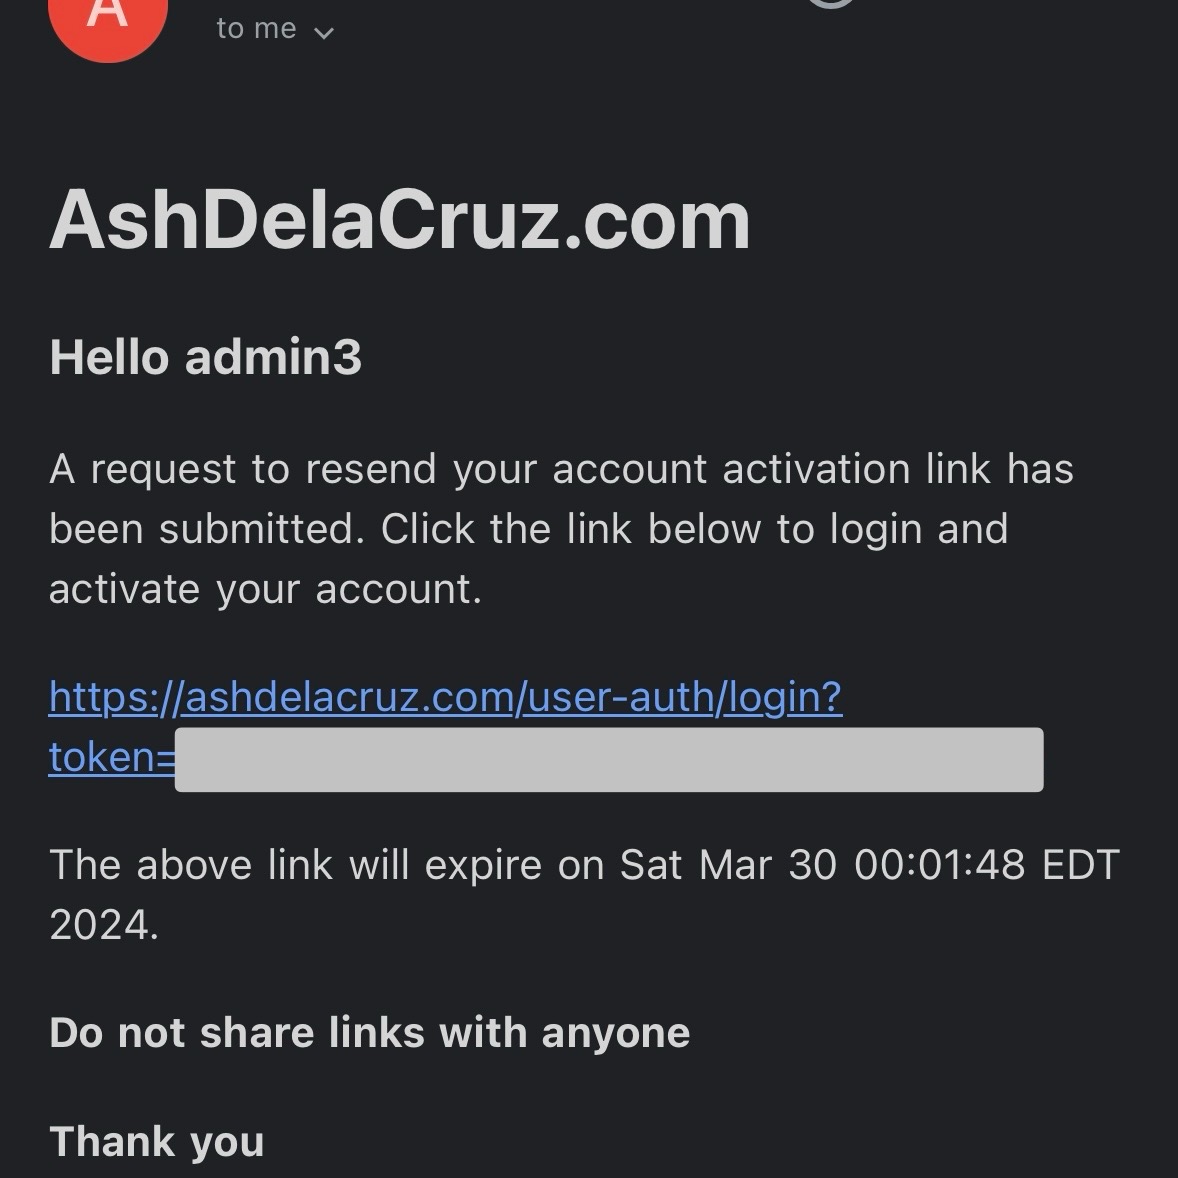 A
to me
AshDelaCruz.com
Hello admin3
A request to resend your account activation link has
been submitted. Click the link below to login and
activate your account.
https://ashdelacruz.com/user-auth/login?
token=
The above link will expire on Sat Mar 30 00:01:48 EDT
2024.
Do not share links with anyone
Thank you